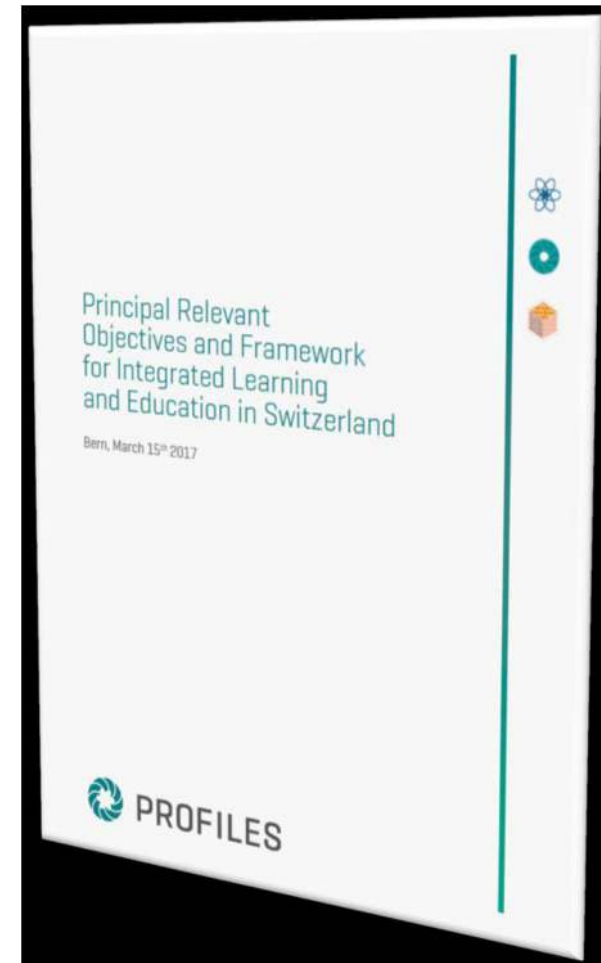 Principal Relevant
Objectives and Framework
for Integrated Learning
and Education in Switzerland
Bern, March 15th 2017
PROFILES